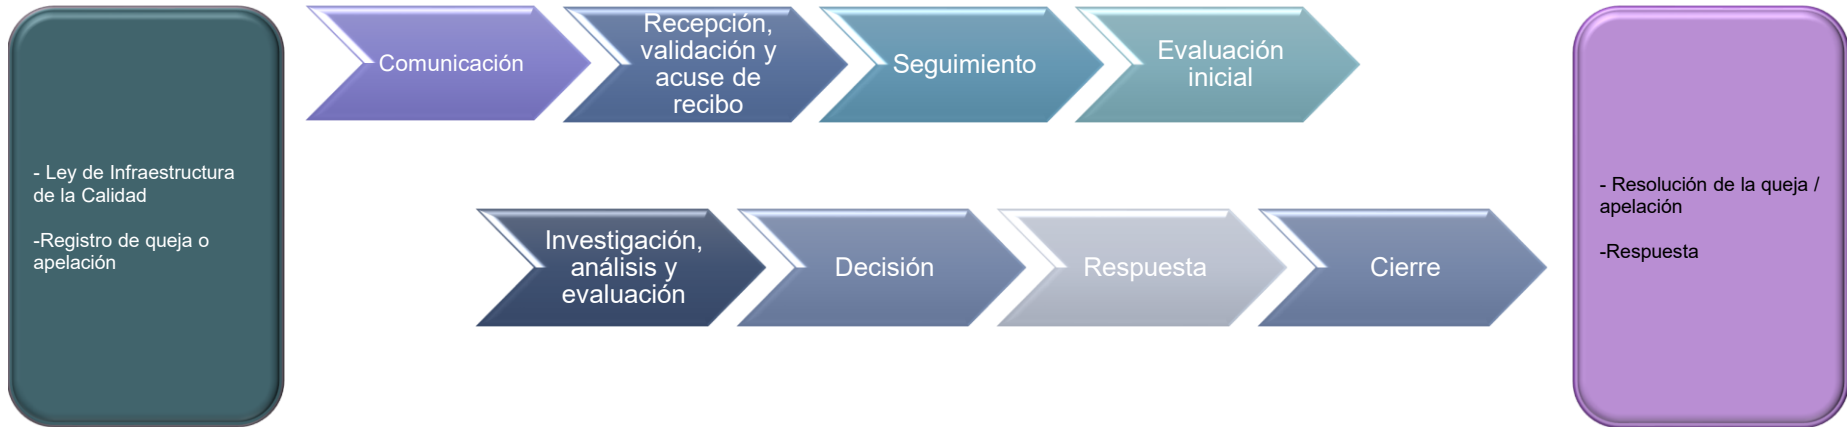 - Ley de Infraestructura
de la Calidad
-Registro de queja o
apelación
Comunicación
Recepción,
validación y
acuse de
recibo
Seguimiento
Evaluación
inicial
Investigación,
análisis y
evaluación
Decisión
Respuesta
Cierre
- Resolución de la queja /
apelación
-Respuesta